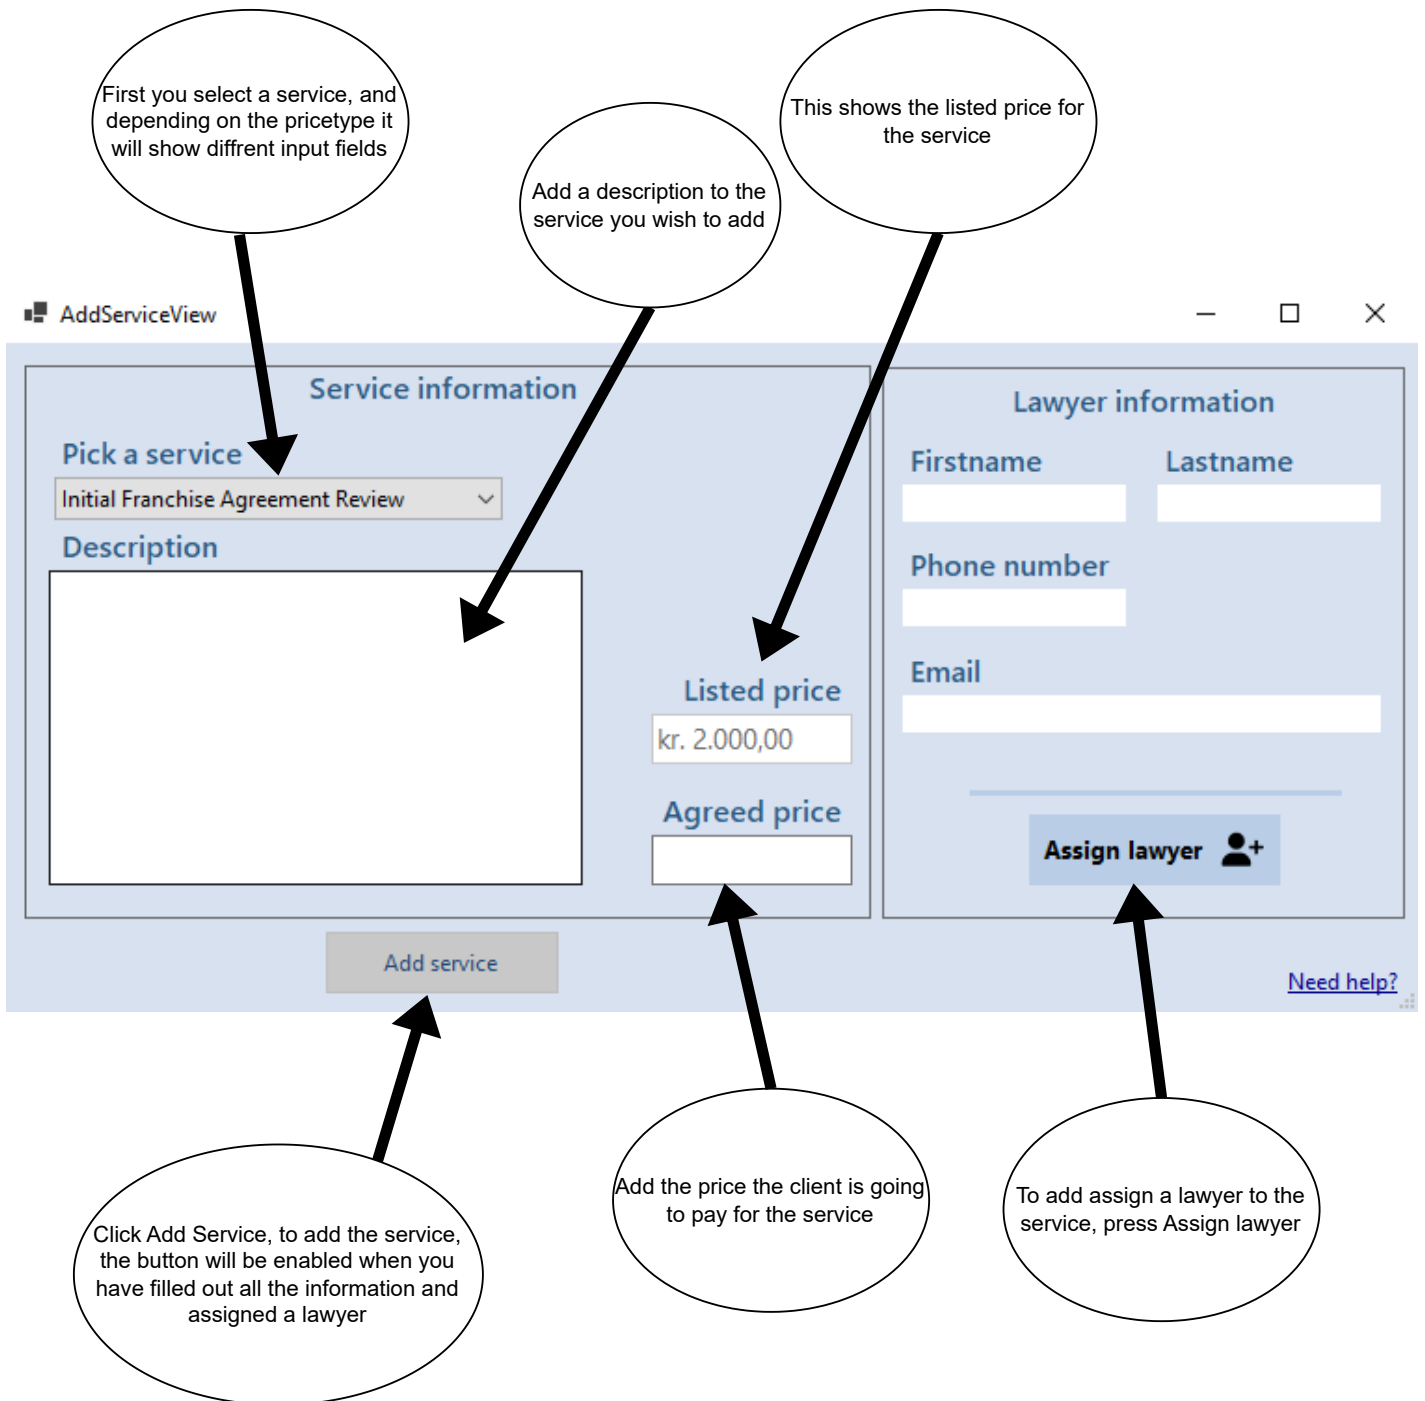 First you select a service, and
depending on the pricetype it
will show diffrent input fields
Add a description to the
service you wish to add
This shows the listed price for
the service
AddServiceView
Service information
Pick a service
Initial Franchise Agreement Review
Description
Listed price
kr. 2.000,00
Agreed price
Add service
Lawyer information
Firstname
Lastname
Phone number
Email
Assign lawyer
Need help?
Click Add Service, to add the service,
the button will be enabled when you
have filled out all the information and
assigned a lawyer
Add the price the client is going
to pay for the service
To add assign a lawyer to the
service, press Assign lawyer